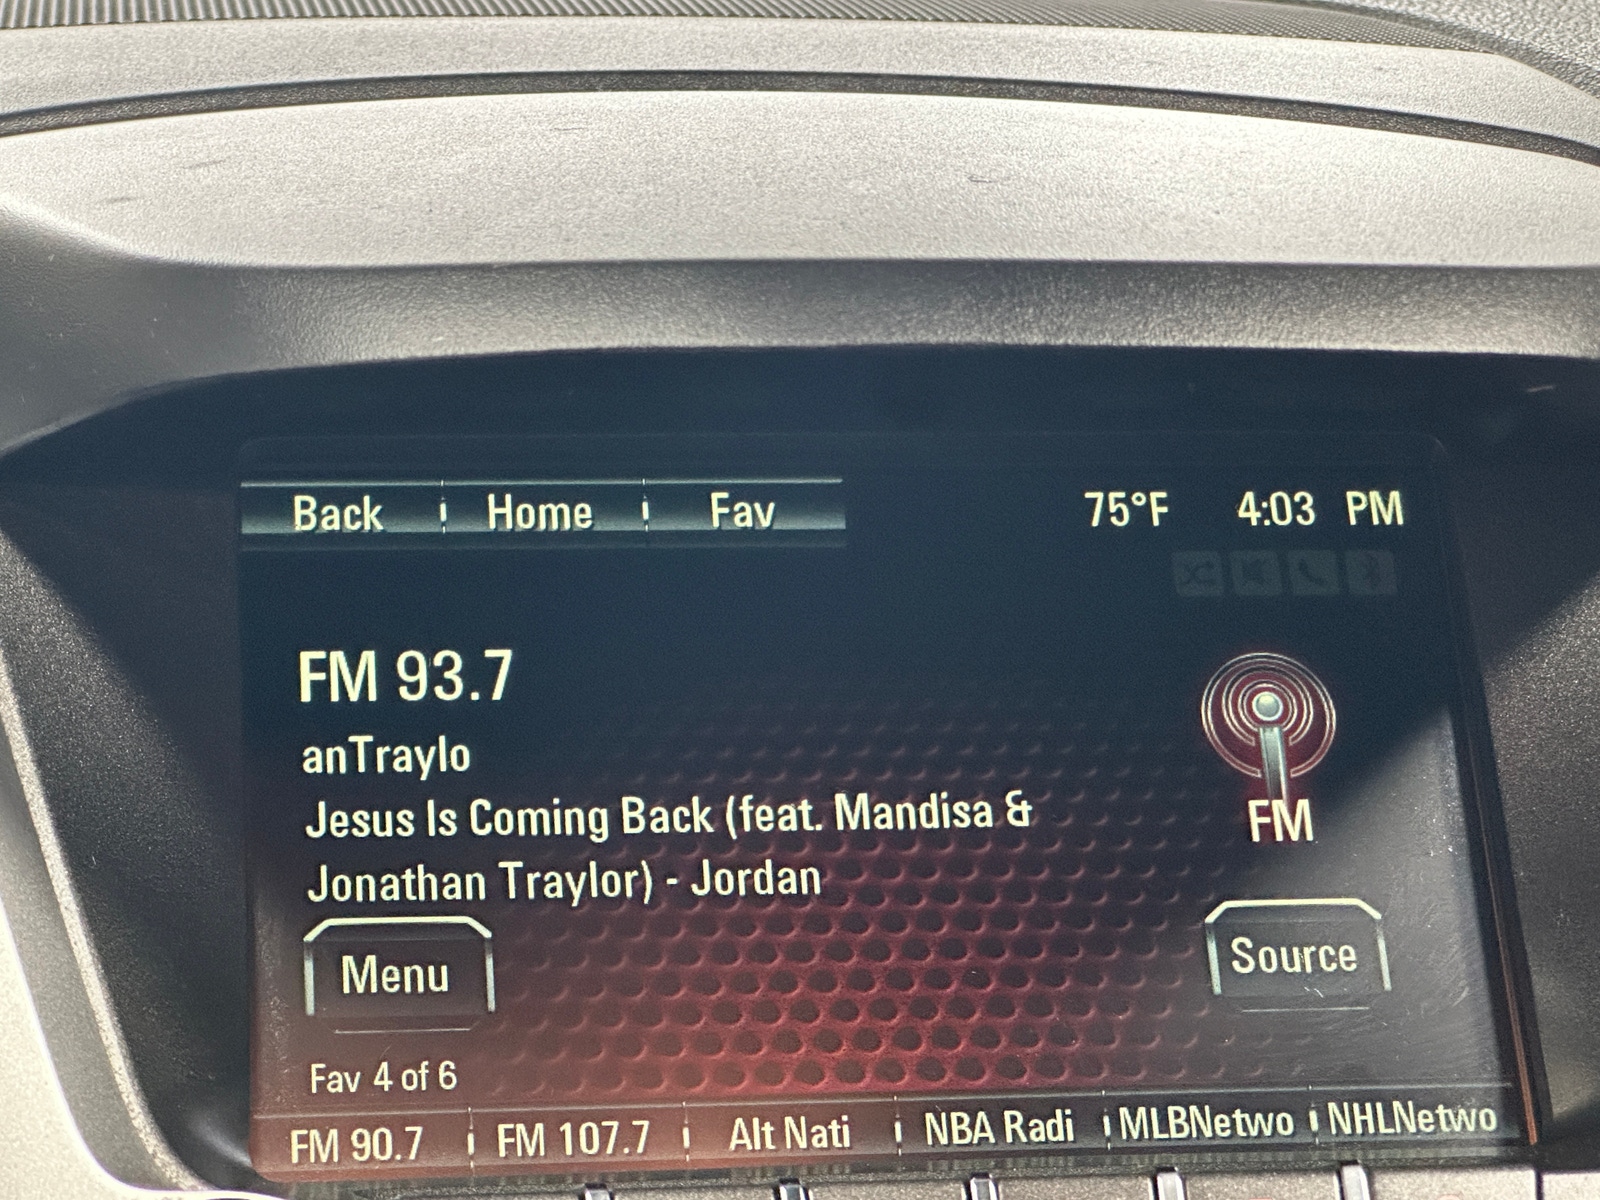 Back Home Fav 75°F 4:03 PM
FM 93.7
anTraylo
Jesus Is Coming Back (feat. Mandisa &
Jonathan Traylor) - Jordan
FM
Menu Source
Fav 4 of 6
FM 90.7 FM 107.7 Alt Nati NBA Radi MLBNetwo NHLNetwo